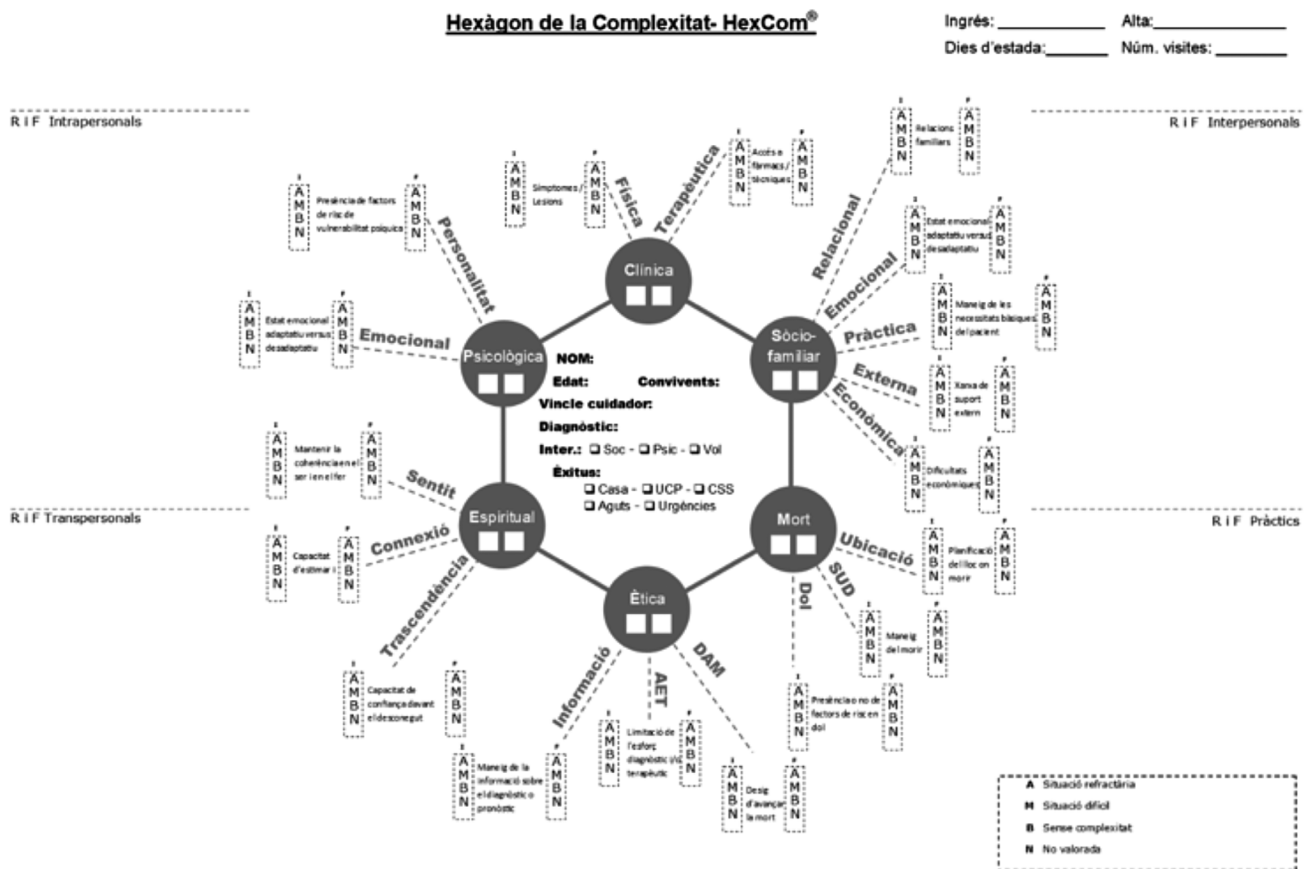 Hexàgon de la Complexitat- HexCom®
Ingrés: Alta:
Dies d'estada: Núm. visites:
R i F Intrapersonals
R i F Interpersonals
Clínica
Física
I
A
M
B
N
Símptomes /
Lesions
F
A
M
B
N
Terapèutica
I
A
M
B
N
Accés a
fàrmacs /
tècniques
F
A
M
B
N
Sòcio-
familiar
Relacional
I
A
M
B
N
Relacions
familiars
F
A
M
B
N
Emocional
I
A
M
B
N
Estat emocional
adaptatiu versus
desadaptatiu
F
A
M
B
N
Pràctica
I
A
M
B
N
Maneig de les
necessitats bàsiques
del pacient
F
A
M
B
N
Externa
I
A
M
B
N
Xarxa de
suport
extern
F
A
M
B
N
Econòmica
I
A
M
B
N
Dificultats
econòmiques
F
A
M
B
N
Psicològica
Personalitat
I
A
M
B
N
Presència de factors
de risc de
vulnerabilitat psíquica
F
A
M
B
N
Emocional
I
A
M
B
N
Estat emocional
adaptatiu versus
desadaptatiu
F
A
M
B
N
NOM:
Edat: Convivents:
Vincle cuidador:
Diagnòstic:
Inter.: ❑ Soc - ❑ Psic - ❑ Vol
Èxitus:
❑ Casa - ❑ UCP - ❑ CSS
❑ Aguts - ❑ Urgències
R i F Transpersonals
R i F Pràctics
Espiritual
Sentit
I
A
M
B
N
Mantenir la
coherència en el
ser i en el fer
F
A
M
B
N
Connexió
I
A
M
B
N
Capacitat
d'estimar i
F
A
M
B
N
Trascendència
I
A
M
B
N
Capacitat de
confiança davant
el desconegut
F
A
M
B
N
Mort
Ubicació
I
A
M
B
N
Planificació
del lloc on
morir
F
A
M
B
N
SUD
I
A
M
B
N
Maneig
del morir
F
A
M
B
N
Dol
I
A
M
B
N
Presència o no de
factors de risc en
dol
F
A
M
B
N
Ètica
Informació
I
A
M
B
N
Maneig de la
informació sobre
el diagnòstic o
pronòstic
F
A
M
B
N
AET
I
A
M
B
N
Limitació de
l'esforç
diagnòstic i/o
terapèutic
F
A
M
B
N
DAM
I
A
M
B
N
Desig
d'avançar
la mort
F
A
M
B
N
A Situació refractària
M Situació difícil
B Sense complexitat
N No valorada